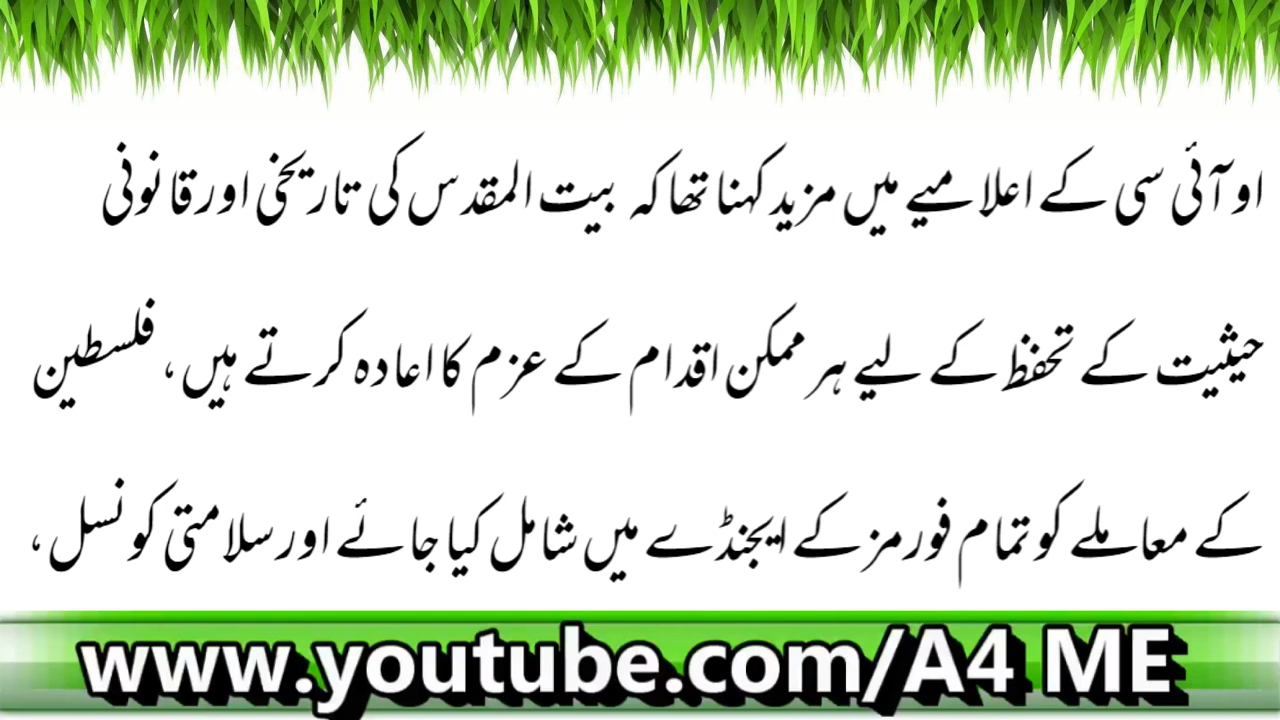 او آئی سی کے اعلامیے میں مزید کہنا تھا کہ بیت المقدس کی تاریخی اور قانونی
حیثیت کے تحفظ کے لیے ہر ممکن اقدام کے عزم کا اعادہ کرتے ہیں، فلسطین
کے معاملے کو تمام فورمز کے ایجنڈے میں شامل کیا جائے اور سلامتی کونسل،
www.youtube.com/A4 ME